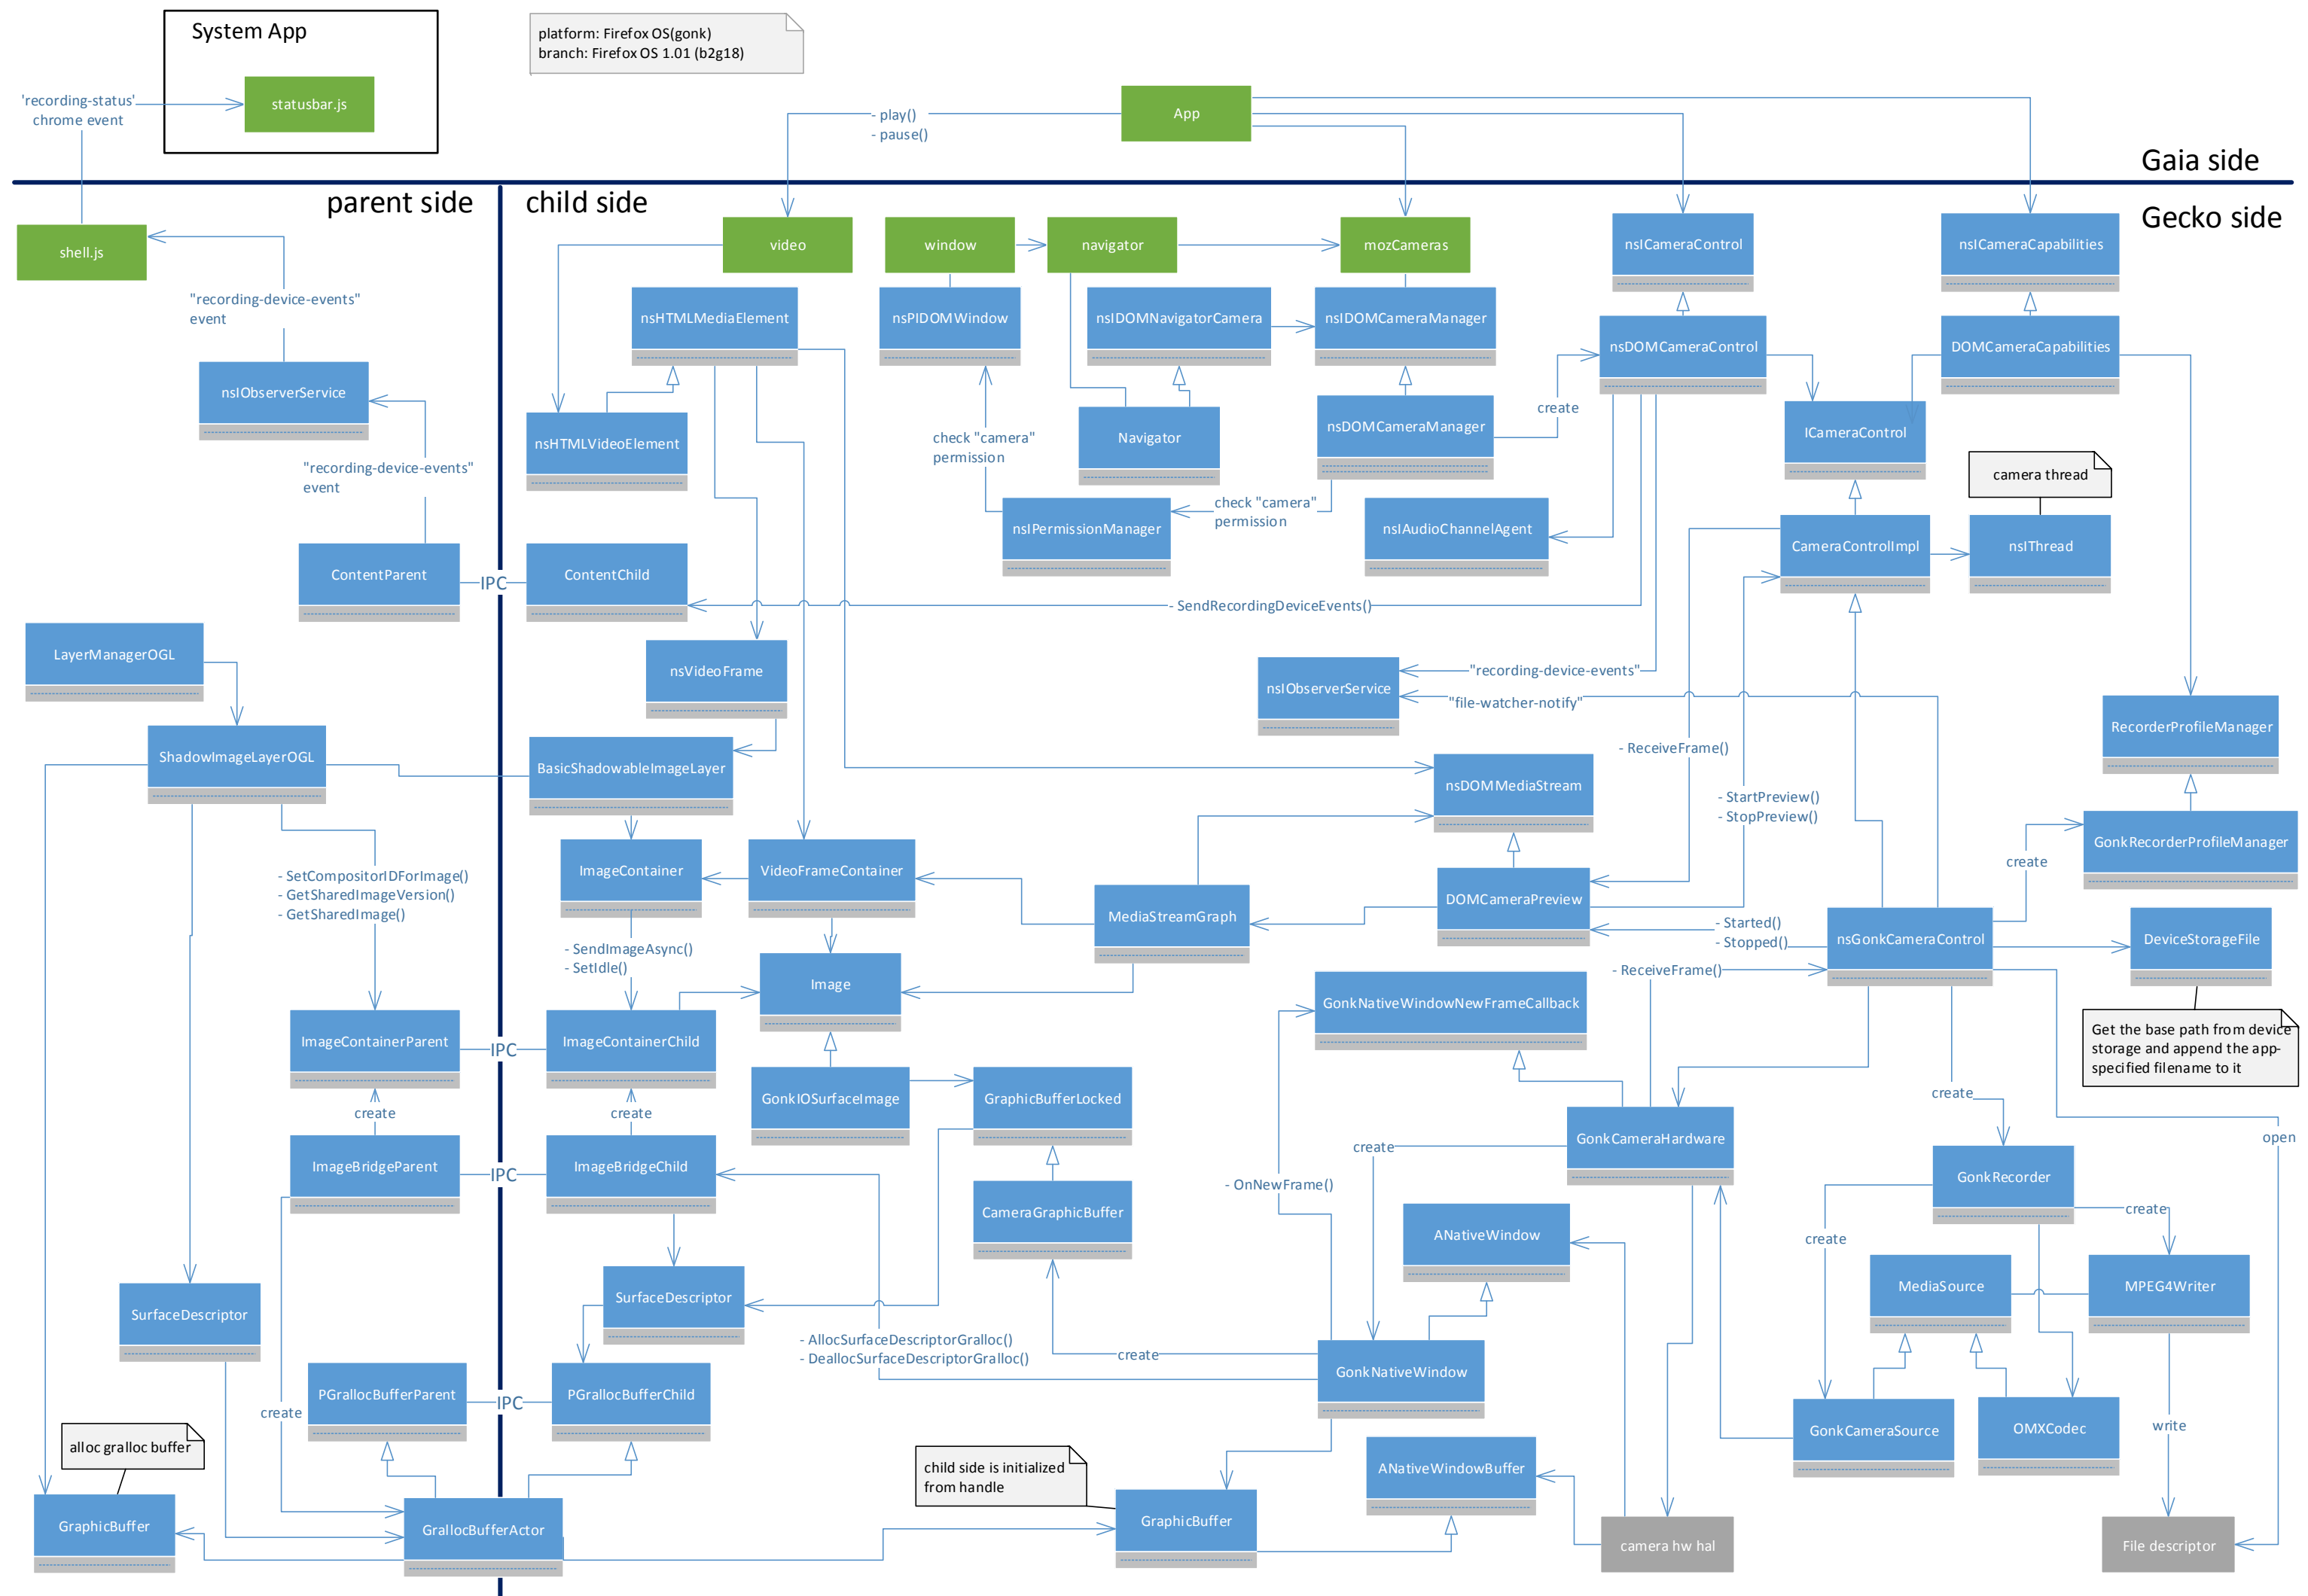 System App
statusbar.js
'recording-status'
chrome event
platform: Firefox OS(gonk)
branch: Firefox OS 1.01 (b2g18)
App
- play()
- pause()
Gaia side
parent side
child side
Gecko side
shell.js
video
window
navigator
mozCameras
nsICameraControl
nsICameraCapabilities
"recording-device-events"
event
nsHTMLMediaElement
nsPIDOMWindow
nsIDOMNavigatorCamera
nsIDOMCameraManager
nsDOMCameraControl
DOMCameraCapabilities
nsIObserverService
create
nsHTMLVideoElement
check "camera"
permission
Navigator
nsDOMCameraManager
ICameraControl
"recording-device-events"
event
camera thread
nsIPermissionManager
check "camera"
permission
nsIAudioChannelAgent
CameraControlImpl
nsIThread
ContentParent
IPC
ContentChild
- SendRecordingDeviceEvents()
LayerManagerOGL
nsVideoFrame
nsIObserverService
"recording-device-events"
"file-watcher-notify"
RecorderProfileManager
ShadowImageLayerOGL
BasicShadowableImageLayer
- ReceiveFrame()
nsDOMMediaStream
- StartPreview()
- StopPreview()
GonkRecorderProfileManager
create
- SetCompositorIDForImage()
- GetSharedImageVersion()
- GetSharedImage()
ImageContainer
VideoFrameContainer
MediaStreamGraph
DOMCameraPreview
- Started()
- Stopped()
nsGonkCameraControl
DeviceStorageFile
- SendImageAsync()
- SetIdle()
Image
- ReceiveFrame()
GonkNativeWindowNewFrameCallback
Get the base path from device
storage and append the app-
specified filename to it
ImageContainerParent
IPC
ImageContainerChild
create
create
GonkIOSurfaceImage
GraphicBufferLocked
create
GonkCameraHardware
create
open
ImageBridgeParent
IPC
ImageBridgeChild
- OnNewFrame()
GonkRecorder
CameraGraphicBuffer
create
create
ANativeWindow
SurfaceDescriptor
SurfaceDescriptor
MediaSource
MPEG4Writer
- AllocSurfaceDescriptorGralloc()
- DeallocSurfaceDescriptorGralloc()
create
GonkNativeWindow
PGrallocBufferParent
IPC
PGrallocBufferChild
create
GonkCameraSource
OMXCodec
write
alloc gralloc buffer
child side is initialized
from handle
ANativeWindowBuffer
GraphicBuffer
GrallocBufferActor
GraphicBuffer
camera hw hal
File descriptor